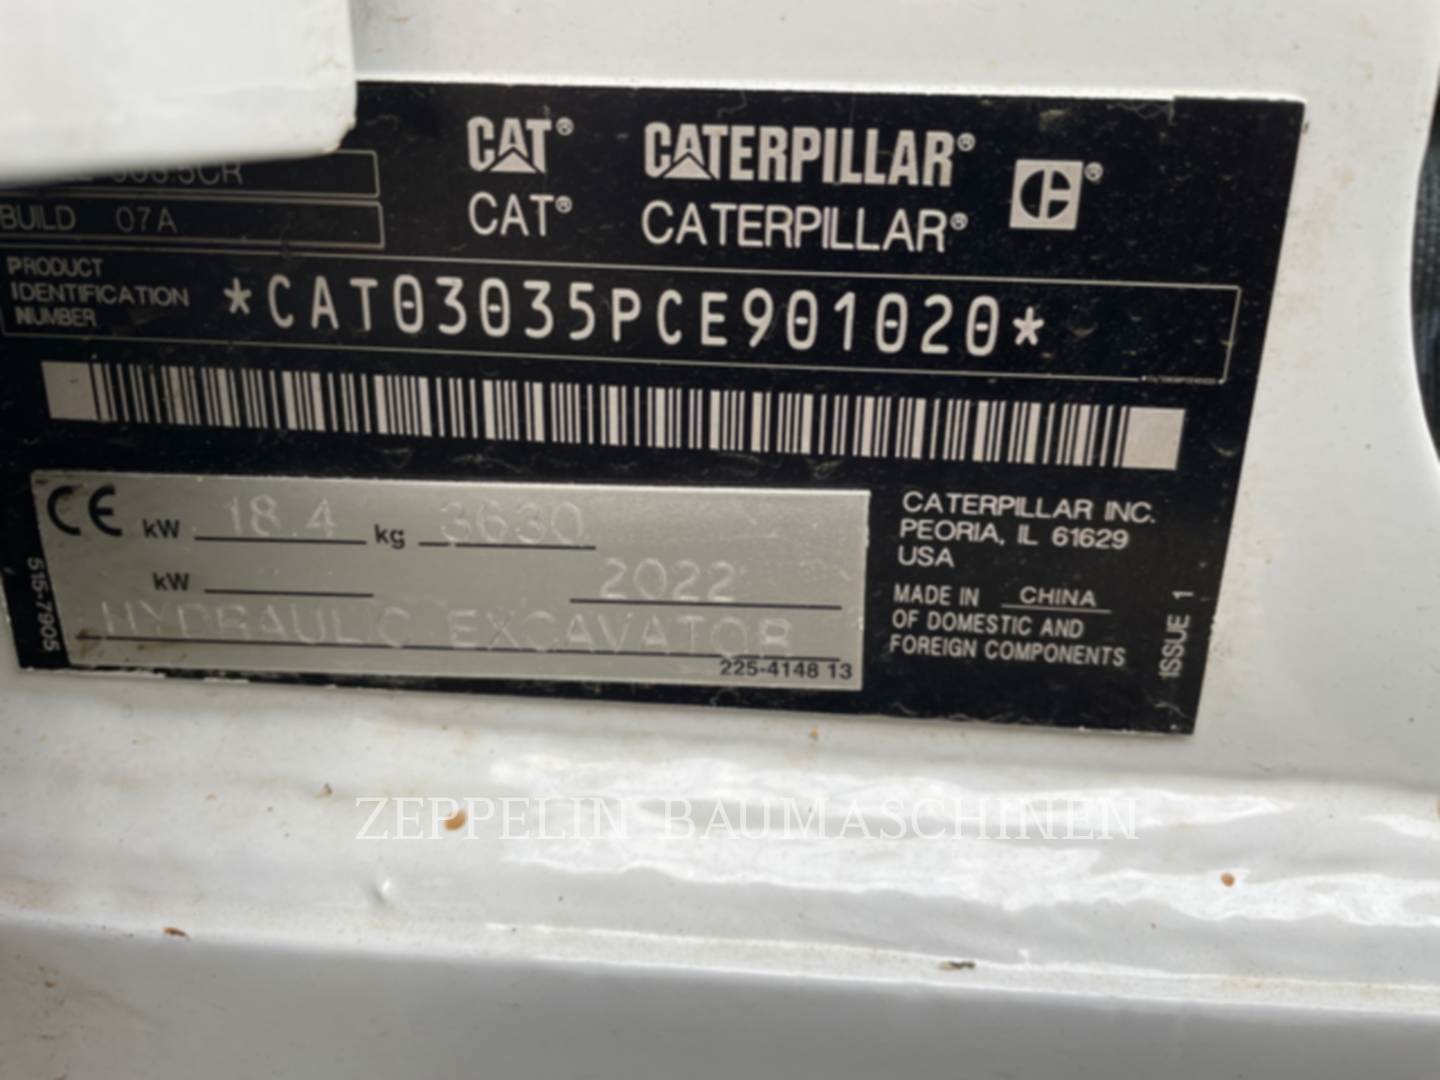 303.5CR
BUILD 07A
CAT® CATERPILLAR®
CAT® CATERPILLAR®
PRODUCT
IDENTIFICATION
NUMBER
*CAT03035PCE901020*
CE kW 18.4 kg 3630
kW 2022
HYDRAULIC EXCAVATOR
225-4148 13
515-7905
CATERPILLAR INC.
PEORIA, IL 61629
USA
MADE IN CHINA
OF DOMESTIC AND
FOREIGN COMPONENTS
ISSUE 1
ZEPPELIN BAUMASCHINEN